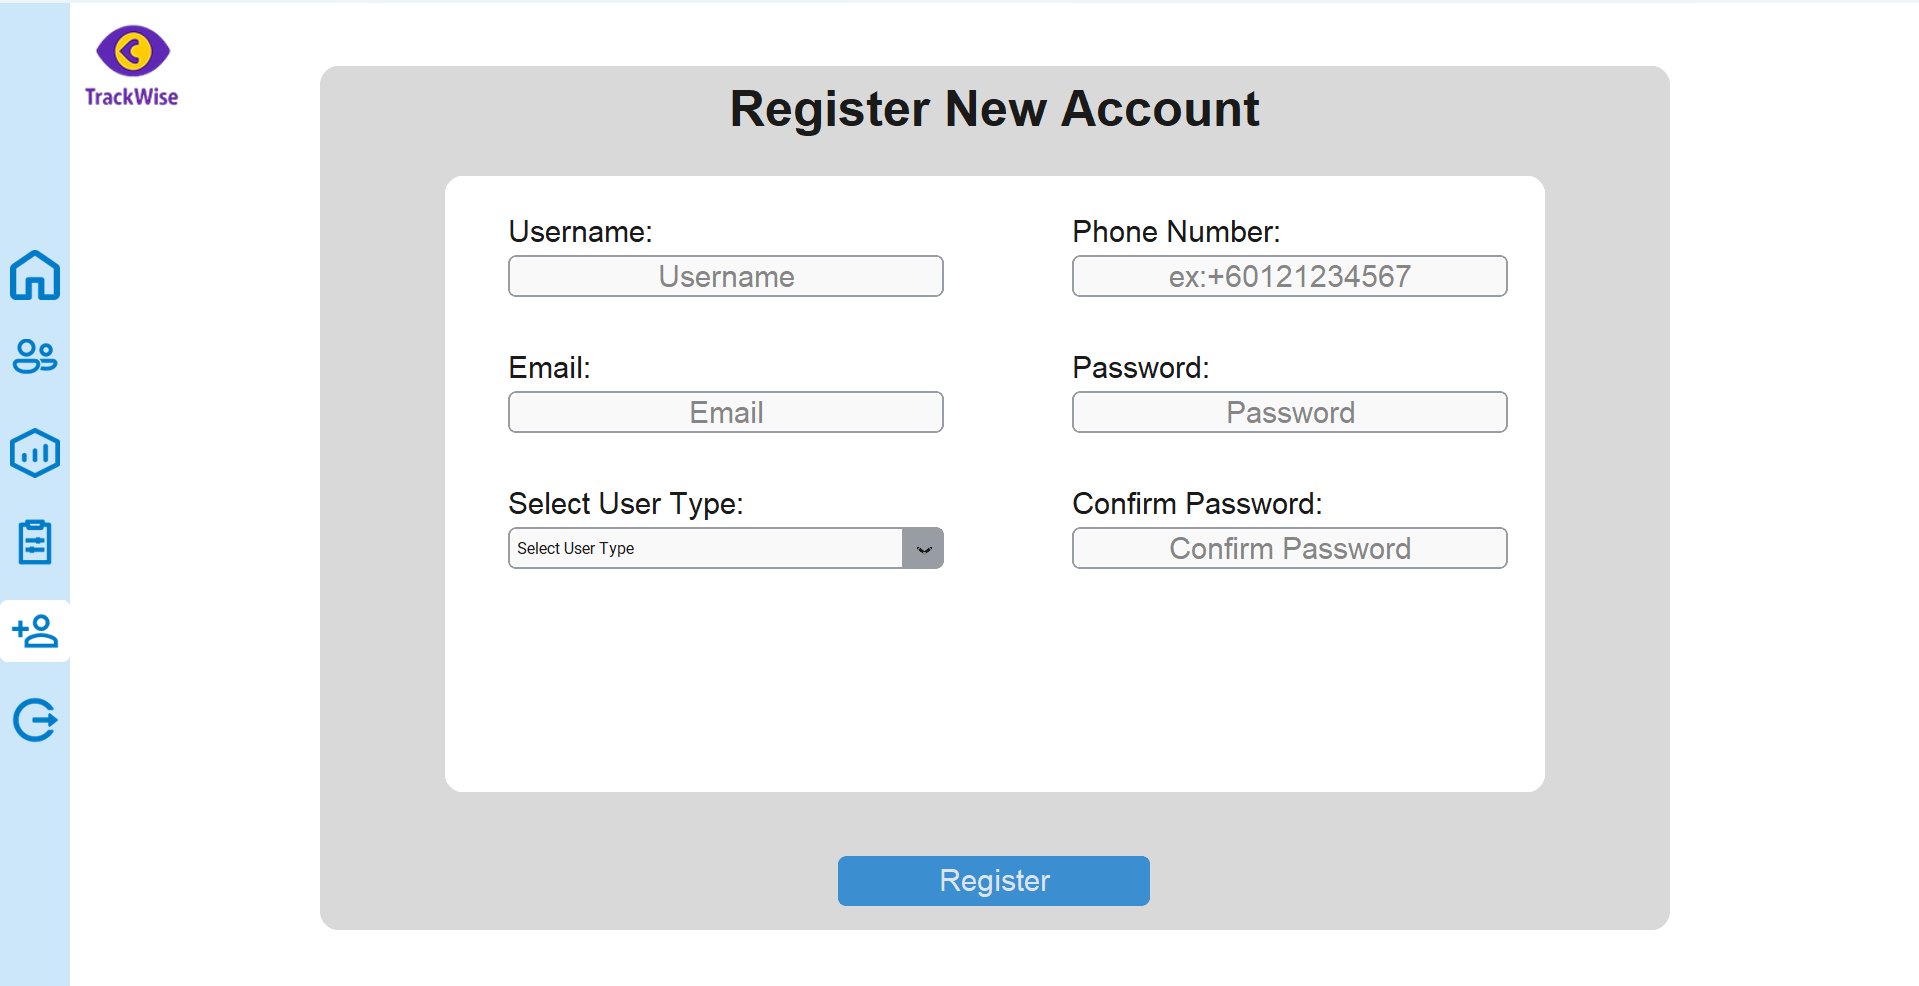 TrackWise
Register New Account
Username:
Username
Phone Number:
ex:+60121234567
Email:
Email
Password:
Password
Select User Type:
Select User Type
Confirm Password:
Confirm Password
Register